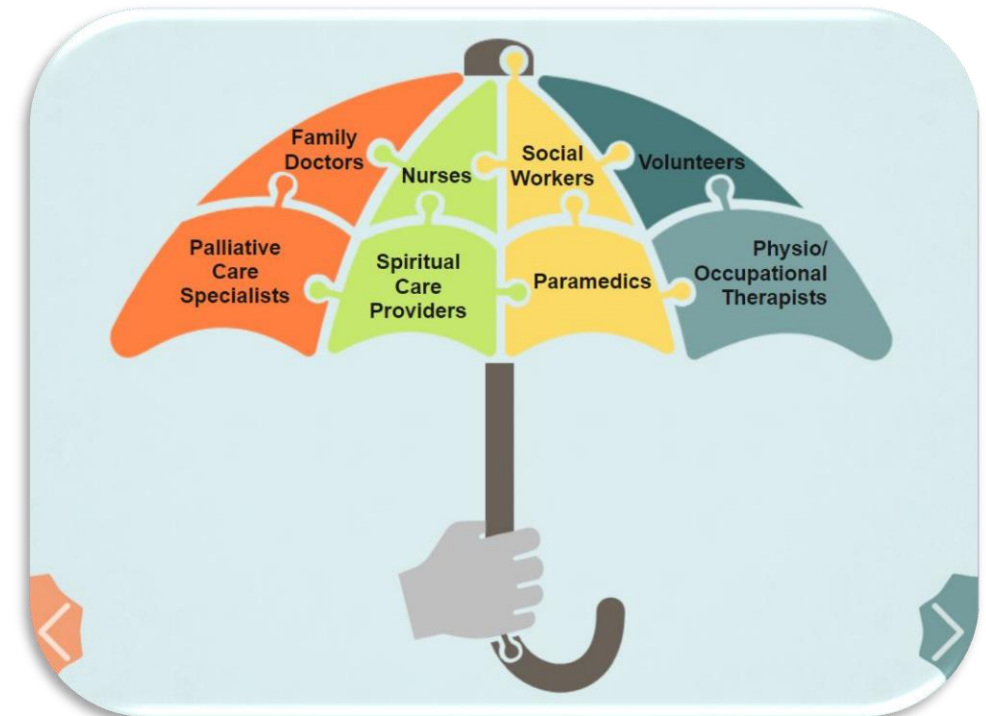 Family
Doctors
Nurses
Social
Workers
Volunteers
Palliative
Care
Specialists
Spiritual
Care
Providers
Paramedics
Physio/
Occupational
Therapists